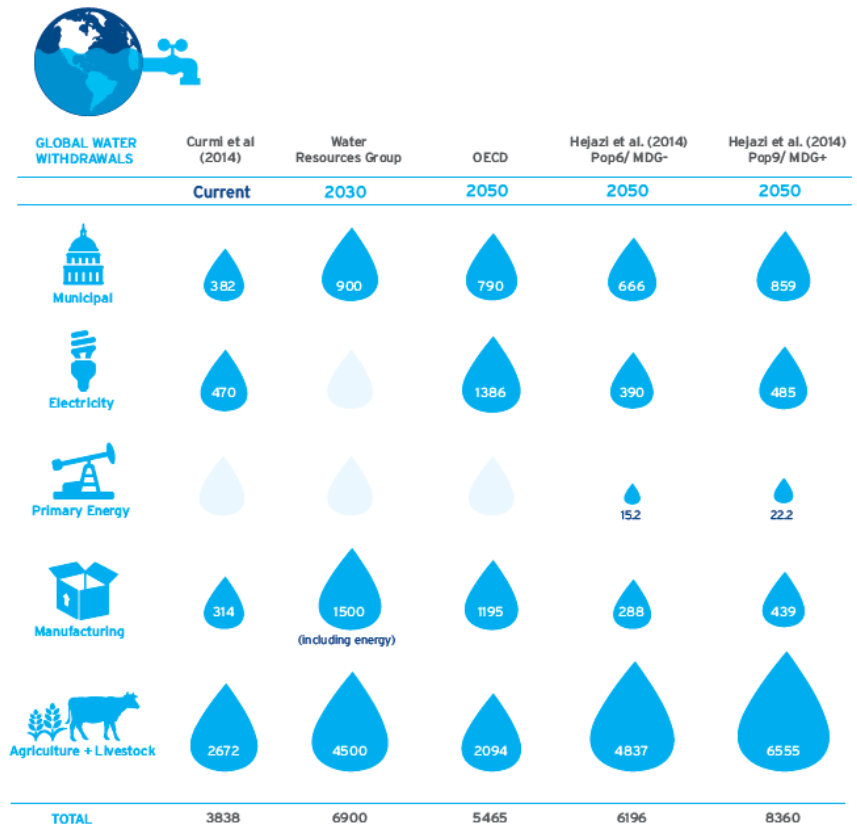 GLOBAL WATER
WITHDRAWALS
Curmi et al
(2014)
Water
Resources Group
OECD
Hejazi et al. (2014)
Pop6/ MDG-
Hejazi et al. (2014)
Pop9/ MDG+
Current 2030 2050 2050 2050
382 900 790 666 859
Municipal
470 1386 390 485
Electricity
Primary Energy 15.2 22.2
314 1500 1195 288 439
Manufacturing
(including energy)
2672 4500 2094 4837 6555
Agriculture + Livestock
TOTAL 3838 6900 5465 6196 8360